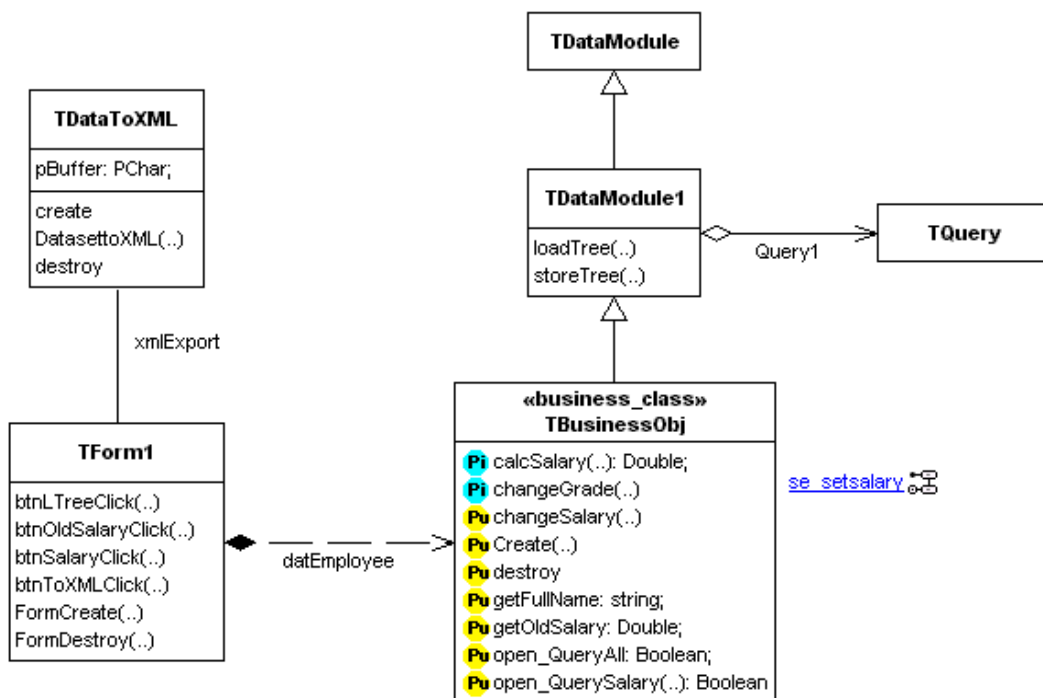 TDataModule
TDataToXML
pBuffer: PChar;
create
DatasettoXML(..)
destroy
TDataModule1
loadTree(..)
storeTree(..)
Query1
TQuery
xmlExport
TForm1
btnLTreeClick(..)
btnOldSalaryClick(..)
btnSalaryClick(..)
btnToXMLClick(..)
FormCreate(..)
FormDestroy(..)
datEmployee
«business_class»
TBusinessObj
Pi calcSalary(..): Double;
Pi changeGrade(..)
Pu changeSalary(..)
Pu Create(..)
Pu destroy
Pu getFullName: string;
Pu getOldSalary: Double;
Pu open_QueryAll: Boolean;
Pu open_QuerySalary(..): Boolean
se_setsalary